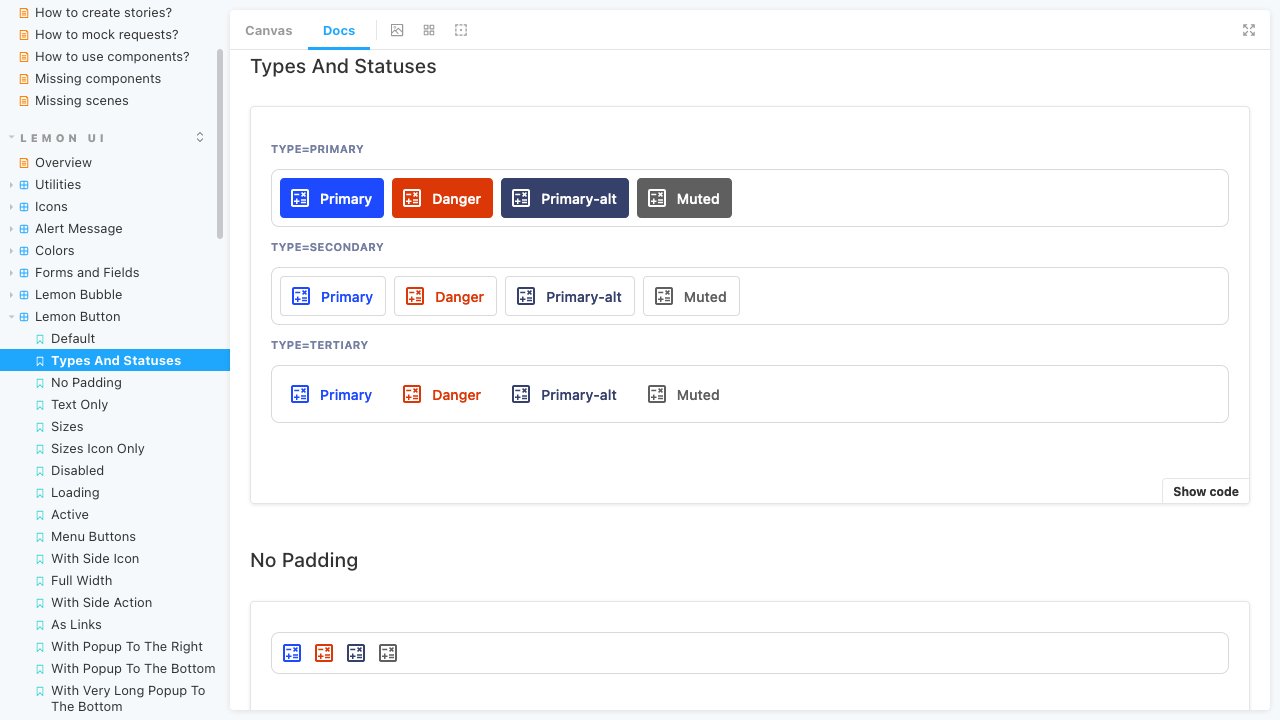 How to create stories?
How to mock requests?
How to use components?
Missing components
Missing scenes
LEMON UI
Overview
Utilities
Icons
Alert Message
Colors
Forms and Fields
Lemon Bubble
Lemon Button
Default
Types And Statuses
No Padding
Text Only
Sizes
Sizes Icon Only
Disabled
Loading
Active
Menu Buttons
With Side Icon
Full Width
With Side Action
As Links
With Popup To The Right
With Popup To The Bottom
With Very Long Popup To
The Bottom
Canvas Docs
Types And Statuses
TYPE=PRIMARY
Primary Danger Primary-alt Muted
TYPE=SECONDARY
Primary Danger Primary-alt Muted
TYPE=TERTIARY
Primary Danger Primary-alt Muted
Show code
No Padding